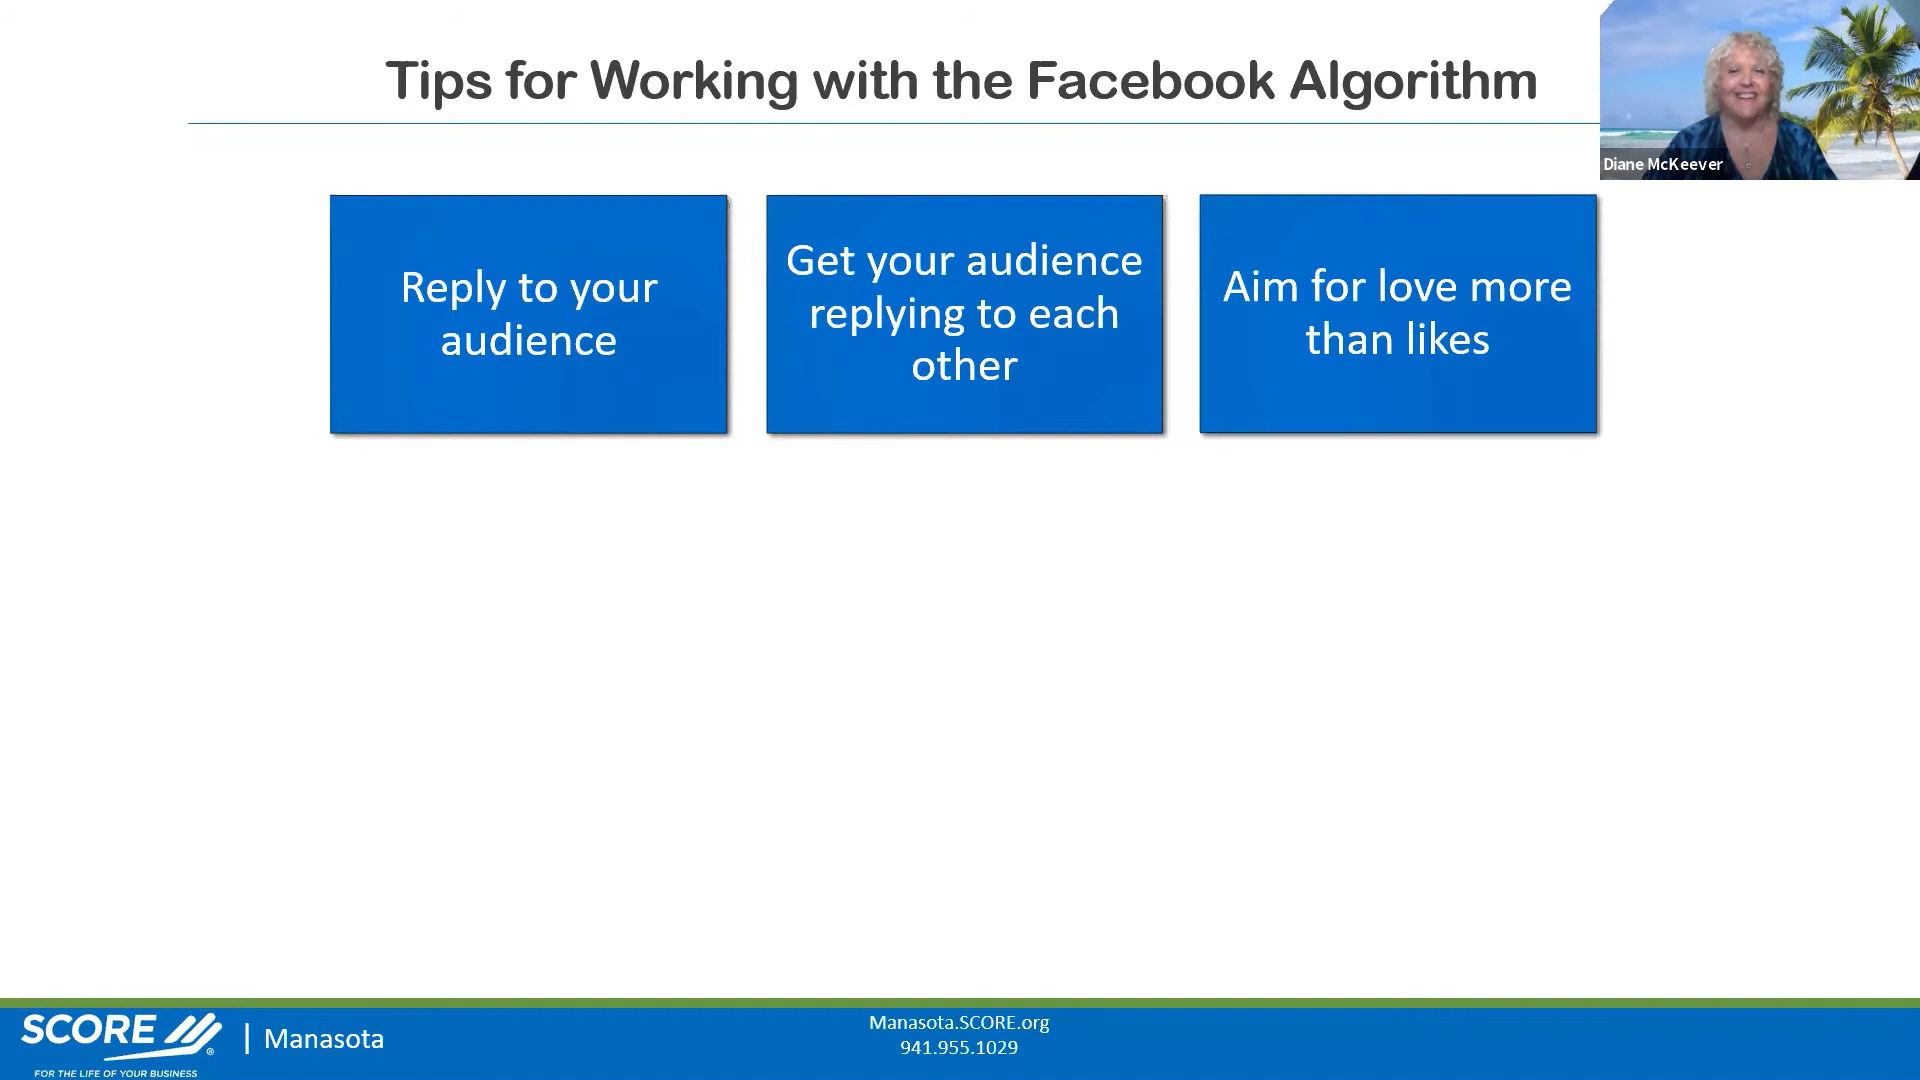 Tips for Working with the Facebook Algorithm
Diane McKeever
Reply to your
audience
Get your audience
replying to each
other
Aim for love more
than likes
SCORE ®
FOR THE LIFE OF YOUR BUSINESS
| Manasota
Manasota.SCORE.org
941.955.1029